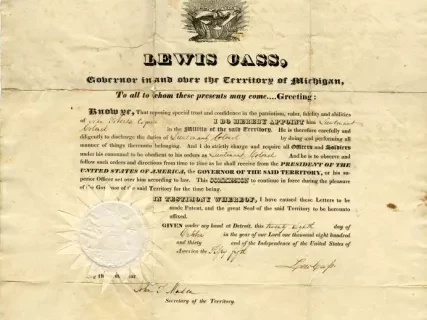 LEWIS CASS,
Governor in and over the Territory of Michigan,
To all to whom these presents may come....Greeting:
KNOW YE, That reposing special trust and confidence in the patriotism, valor, fidelity and abilities
of I DO HEREBY APPOINT him Lieutenant
Colonel in the Militia of the said Territory. He is therefore carefully and
diligently to discharge the duties of Lieutenant Colonel by doing and performing all
manner of things thereunto belonging. And I do strictly charge and require all Officers and Soldiers
under his command to be obedient to his orders as Lieutenant Colonel And he is to observe and
follow such orders and directions from time to time as he shall receive from the PRESIDENT OF THE
UNITED STATES OF AMERICA, the GOVERNOR OF THE SAID TERRITORY, or his su-
perior Officer set over him according to law. This COMMISSION to continue in force during the pleasure
of the Governor of the said Territory for the time being.
IN TESTIMONY WHEREOF, I have caused these Letters to be
made Patent, and the great Seal of the said Territory to be hereunto
affixed.
GIVEN under my hand at Detroit, this twenty eighth day of
October in the year of our Lord one thousand eight hundred
and thirty and of the Independence of the United States of
America the fifty fifth
Lew Cass
Secretary of the Territory.